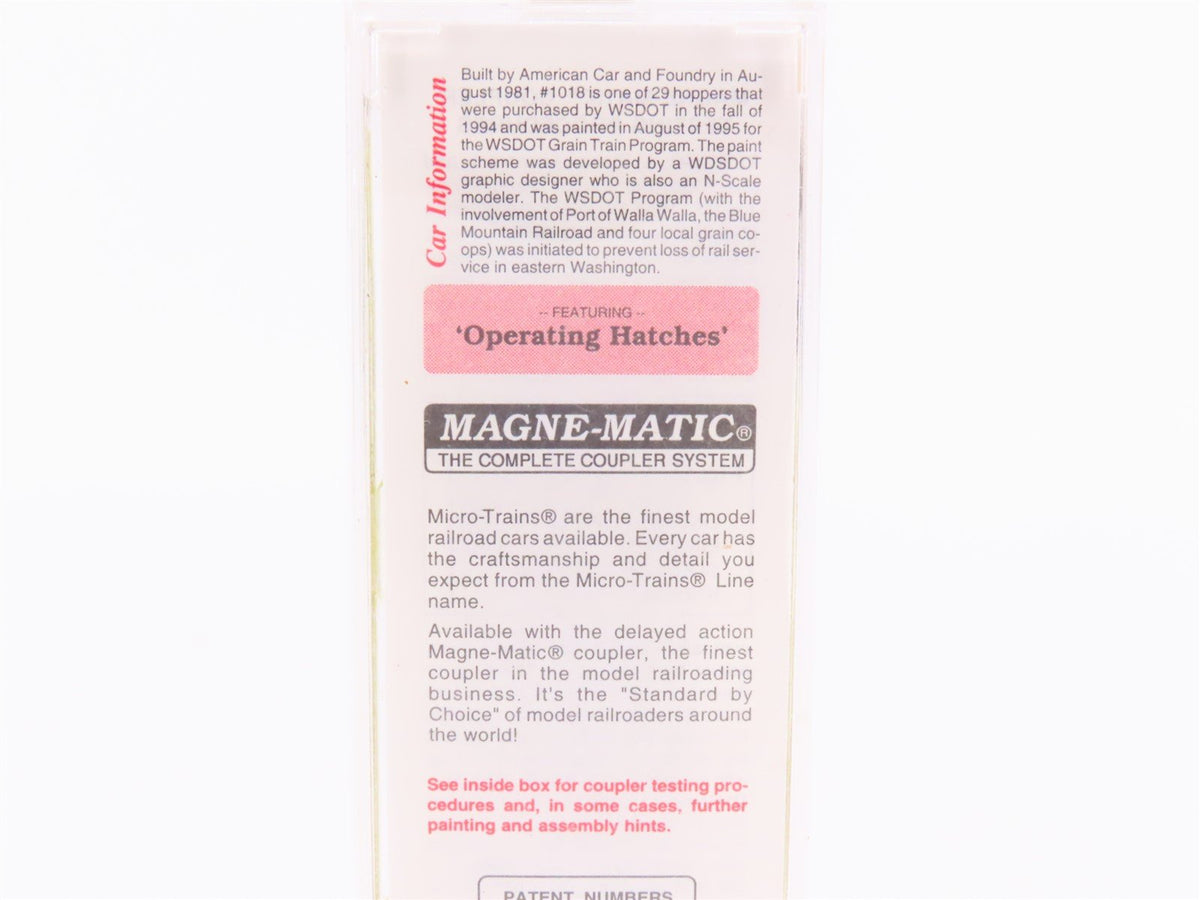 Car Information
Built by American Car and Foundry in Au-
gust 1981, #1018 is one of 29 hoppers that
were purchased by WSDOT in the fall of
1994 and was painted in August of 1995 for
the WSDOT Grain Train Program. The paint
scheme was developed by a WDSDOT
graphic designer who is also an N-Scale
modeler. The WSDOT Program (with the
involvement of Port of Walla Walla, the Blue
Mountain Railroad and four local grain co-
ops) was initiated to prevent loss of rail ser-
vice in eastern Washington.
-- FEATURING --
'Operating Hatches'
MAGNE-MATIC®
THE COMPLETE COUPLER SYSTEM
Micro-Trains® are the finest model
railroad cars available. Every car has
the craftsmanship and detail you
expect from the Micro-Trains® Line
name.
Available with the delayed action
Magne-Matic® coupler, the finest
coupler in the model railroading
business. It's the "Standard by
Choice" of model railroaders around
the world!
See inside box for coupler testing pro-
cedures and, in some cases, further
painting and assembly hints.
PATENT NUMBERS